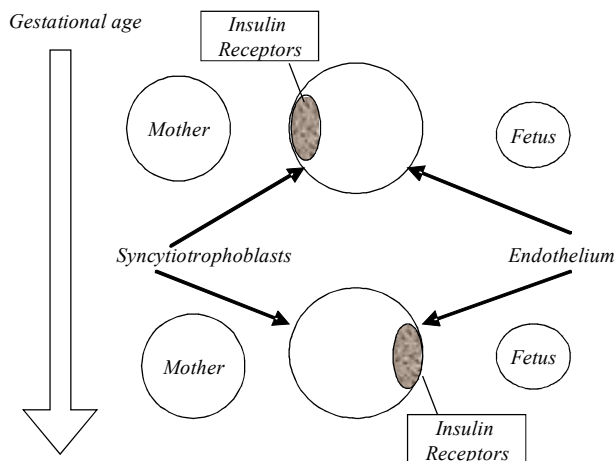 Gestational age
Insulin
Receptors
Mother
Fetus
Syncytiotrophoblasts
Endothelium
Mother
Fetus
Insulin
Receptors